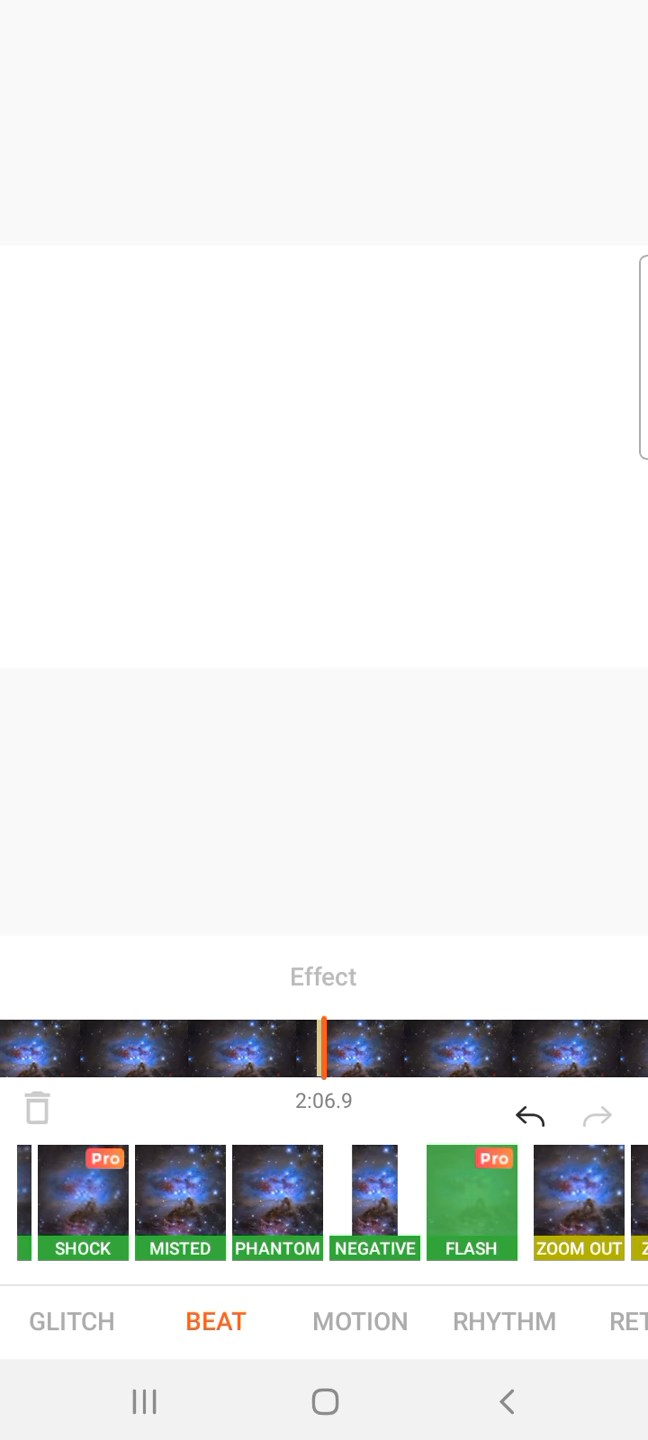 Effect
2:06.9
Pro
Pro
SHOCK
MISTED
PHANTOM
NEGATIVE
FLASH
ZOOM OUT
GLITCH
BEAT
MOTION
RHYTHM